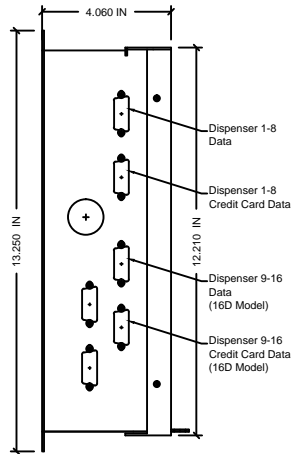 4.060 IN
Dispenser 1-8
Data
Dispenser 1-8
Credit Card Data
13.250 IN
12.210 IN
Dispenser 9-16
Data
(16D Model)
Dispenser 9-16
Credit Card Data
(16D Model)